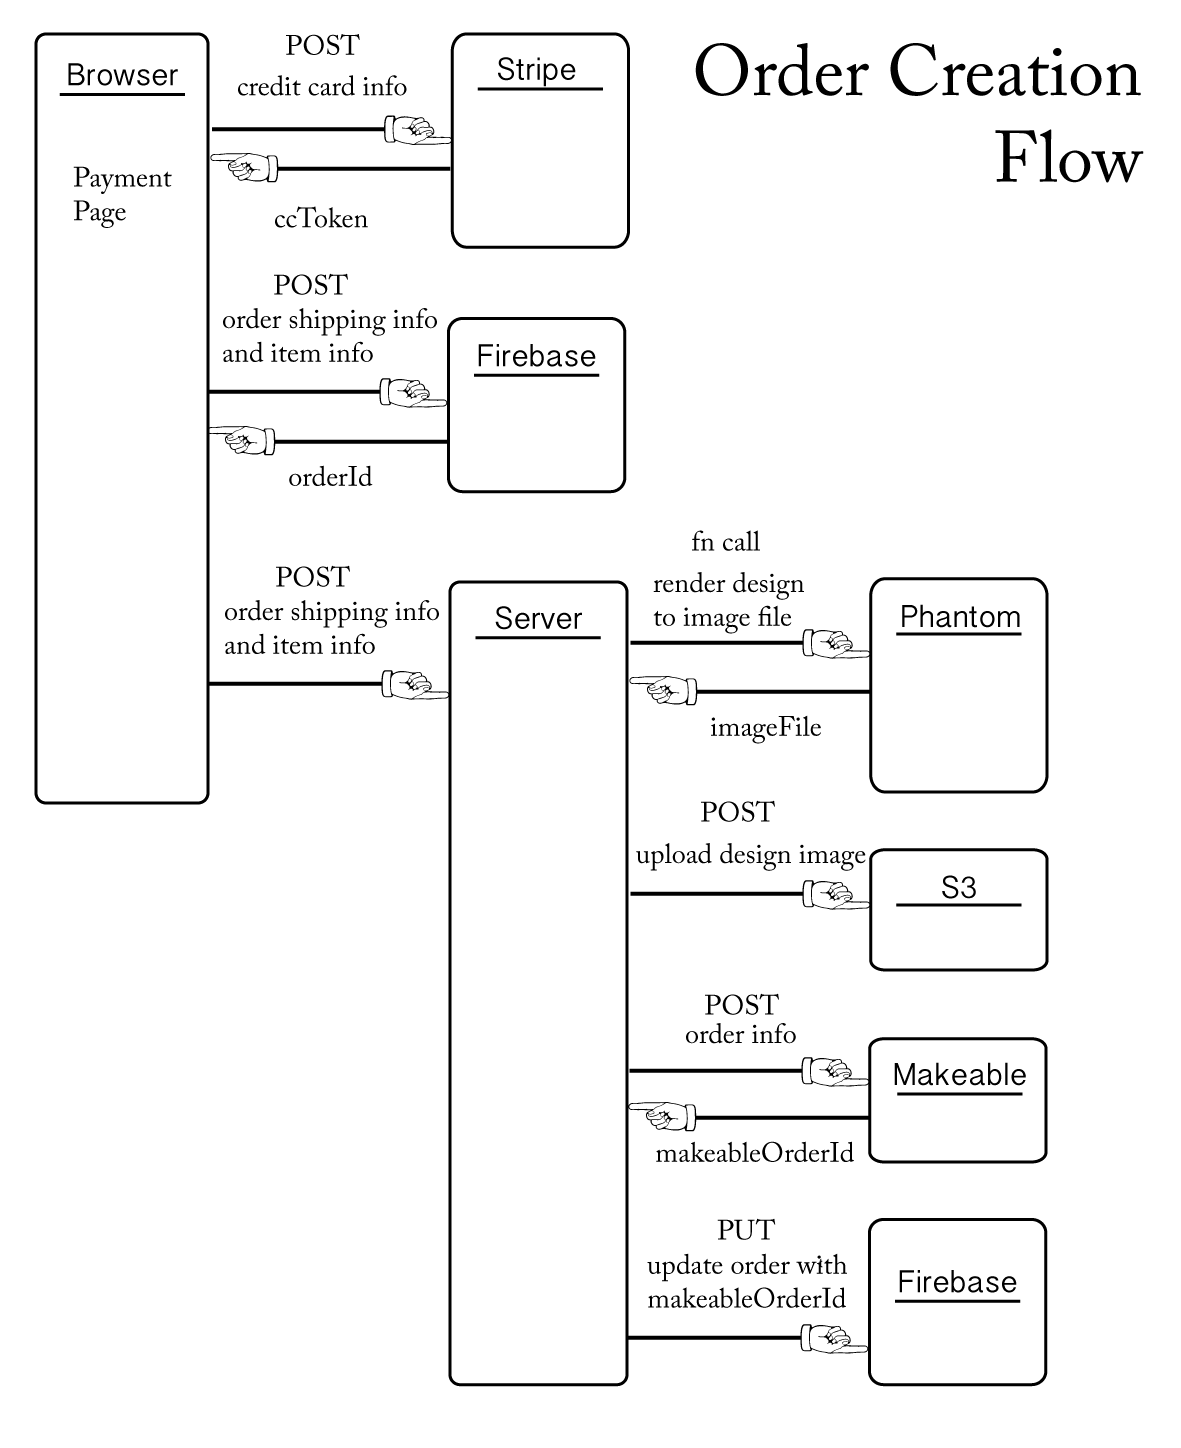 Order Creation
Flow
Browser
Payment
Page
POST
credit card info
ccToken
Stripe
POST
order shipping info
and item info
orderId
Firebase
POST
order shipping info
and item info
Server
fn call
render design
to image file
imageFile
Phantom
POST
upload design image
S3
POST
order info
makeableOrderId
Makeable
PUT
update order with
makeableOrderId
Firebase